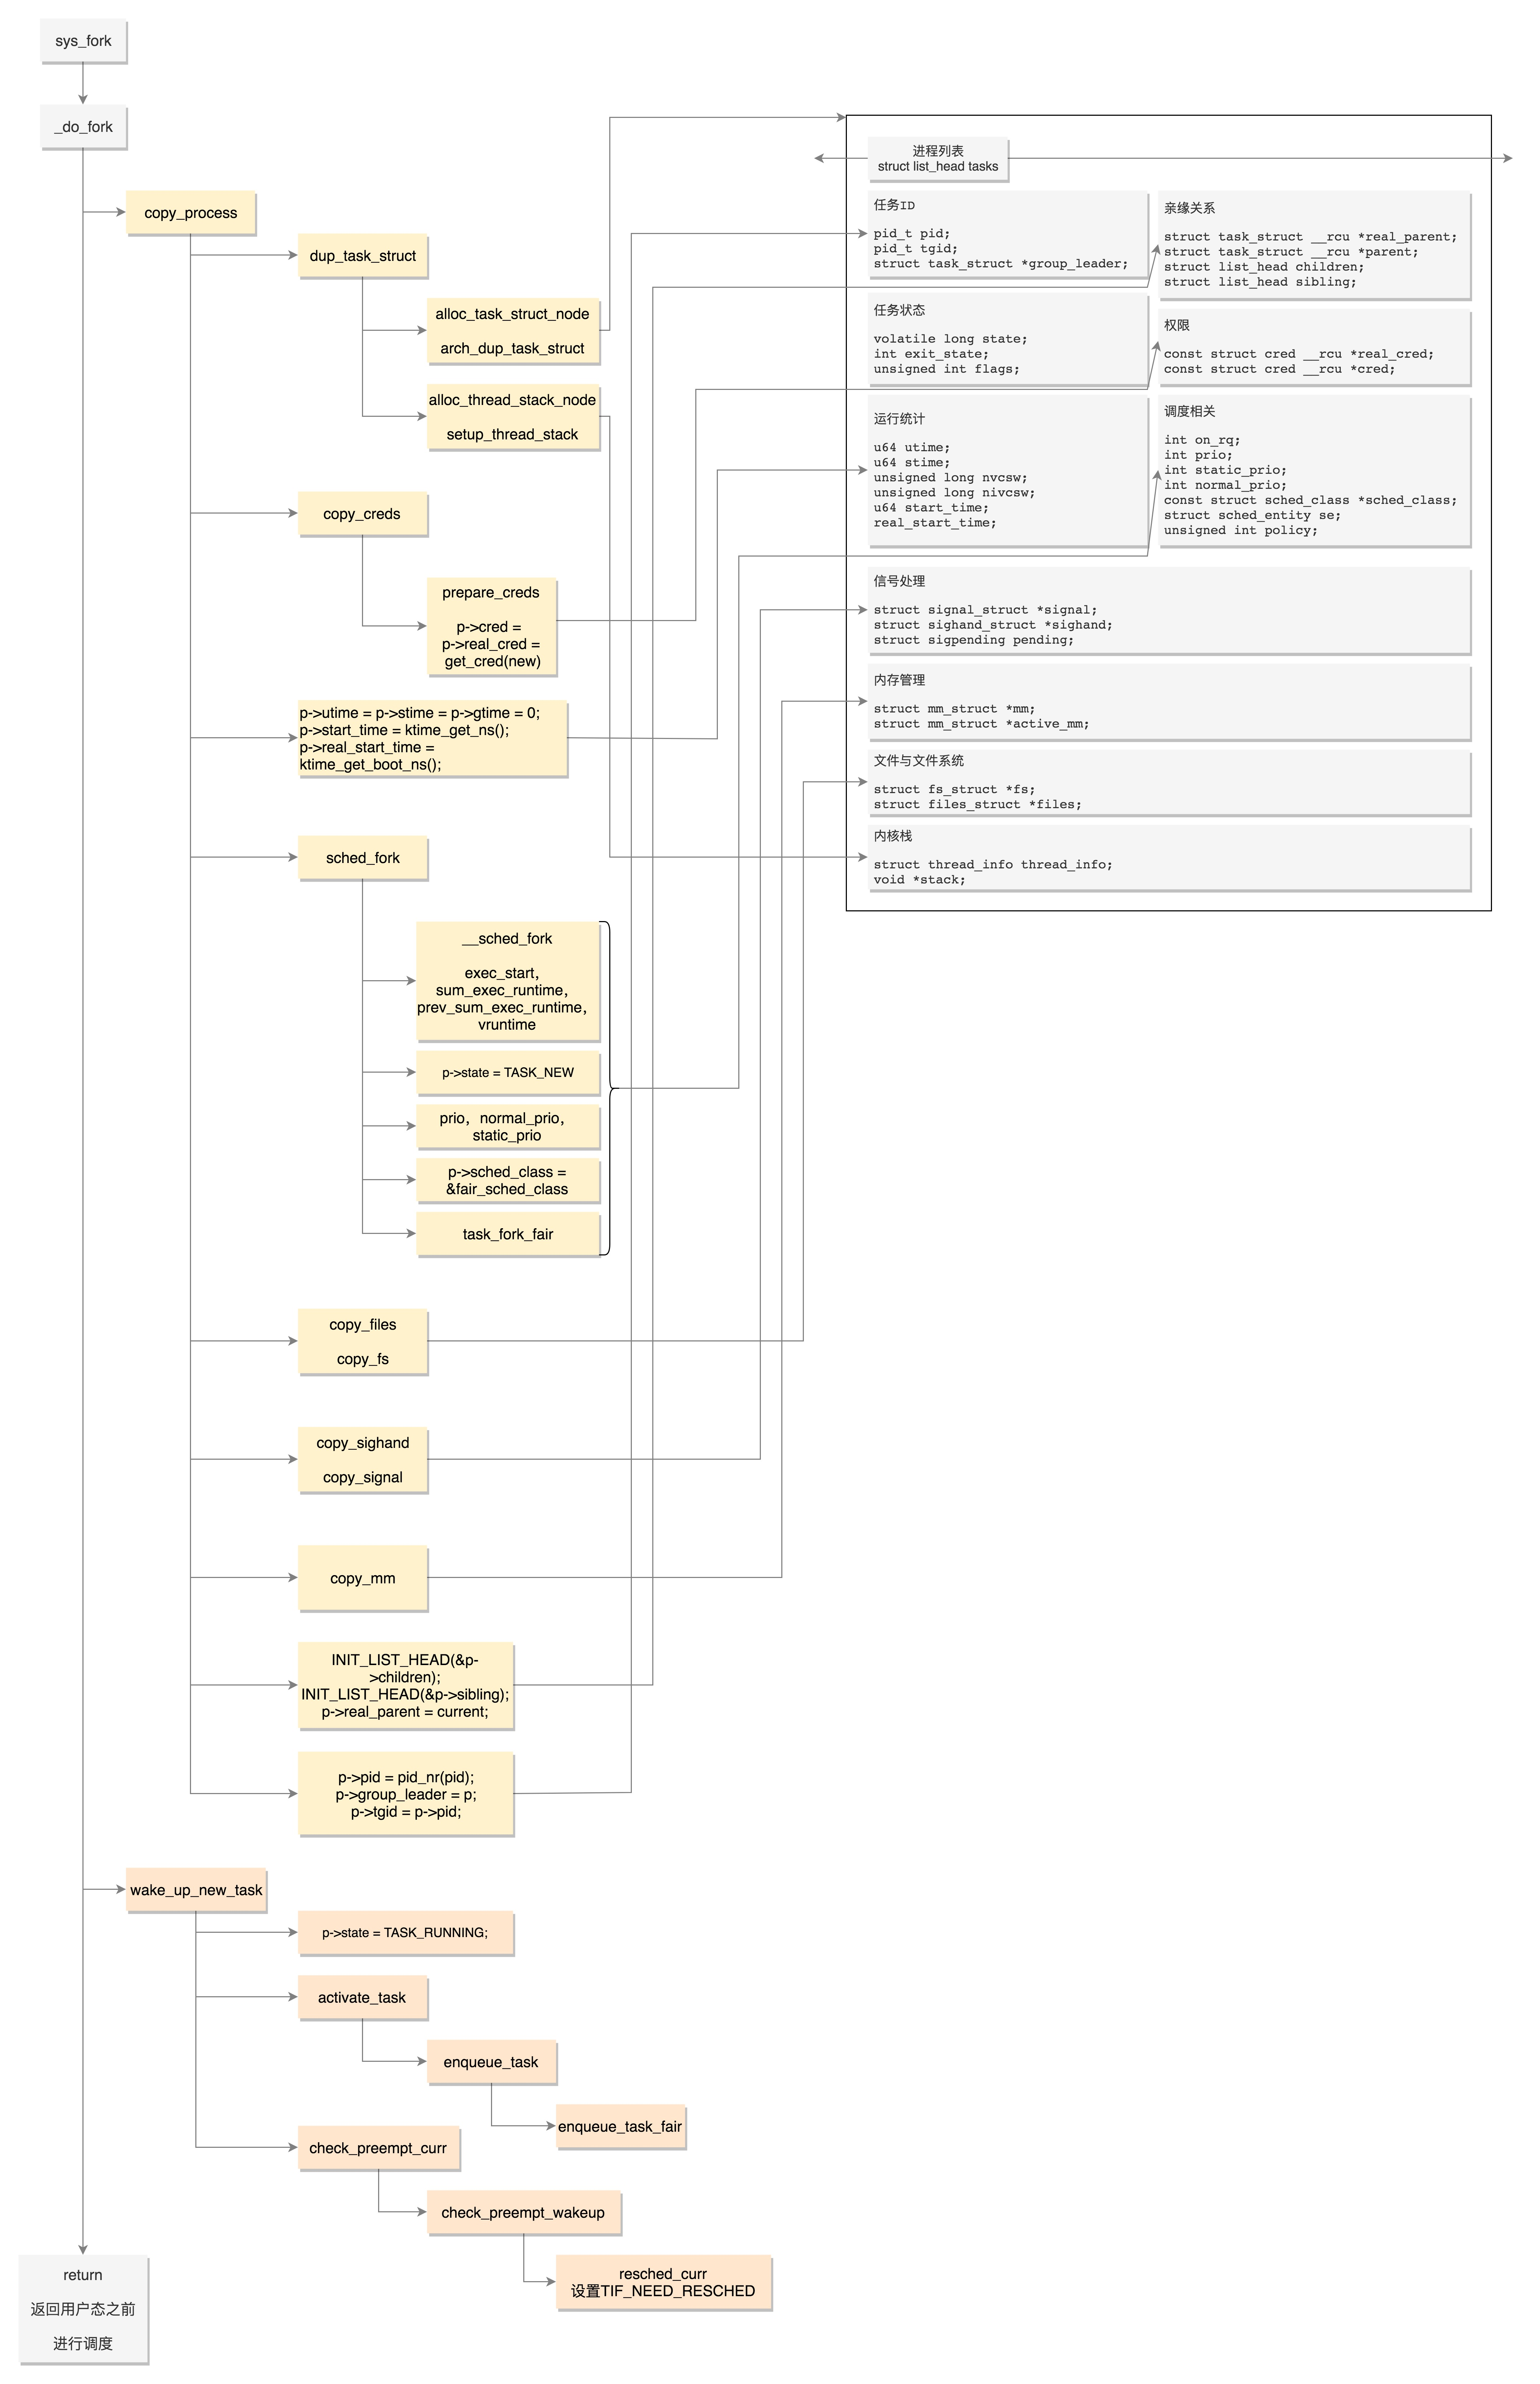 sys_fork
_do_fork
copy_process
dup_task_struct
alloc_task_struct_node
arch_dup_task_struct
alloc_thread_stack_node
setup_thread_stack
copy_creds
prepare_creds
p->cred =
p->real_cred =
get_cred(new)
p->utime = p->stime = p->gtime = 0;
p->start_time = ktime_get_ns();
p->real_start_time =
ktime_get_boot_ns();
sched_fork
__sched_fork
exec_start,
sum_exec_runtime,
prev_sum_exec_runtime,
vruntime
p->state = TASK_NEW
prio，normal_prio，
static_prio
p->sched_class =
&fair_sched_class
task_fork_fair
copy_files
copy_fs
copy_sighand
copy_signal
copy_mm
INIT_LIST_HEAD(&p-
>children);
INIT_LIST_HEAD(&p->sibling);
p->real_parent = current;
p->pid = pid_nr(pid);
p->group_leader = p;
p->tgid = p->pid;
wake_up_new_task
p->state = TASK_RUNNING;
activate_task
enqueue_task
enqueue_task_fair
check_preempt_curr
check_preempt_wakeup
resched_curr
设置TIF_NEED_RESCHED
return
返回用户态之前
进行调度
进程列表
struct list_head tasks
任务ID
pid_t pid;
pid_t tgid;
struct task_struct *group_leader;
亲缘关系
struct task_struct __rcu *real_parent;
struct task_struct __rcu *parent;
struct list_head children;
struct list_head sibling;
任务状态
volatile long state;
int exit_state;
unsigned int flags;
权限
const struct cred __rcu *real_cred;
const struct cred __rcu *cred;
运行统计
u64 utime;
u64 stime;
unsigned long nvcsw;
unsigned long nivcsw;
u64 start_time;
real_start_time;
调度相关
int on_rq;
int prio;
int static_prio;
int normal_prio;
const struct sched_class *sched_class;
struct sched_entity se;
unsigned int policy;
信号处理
struct signal_struct *signal;
struct sighand_struct *sighand;
struct sigpending pending;
内存管理
struct mm_struct *mm;
struct mm_struct *active_mm;
文件与文件系统
struct fs_struct *fs;
struct files_struct *files;
内核栈
struct thread_info thread_info;
void *stack;